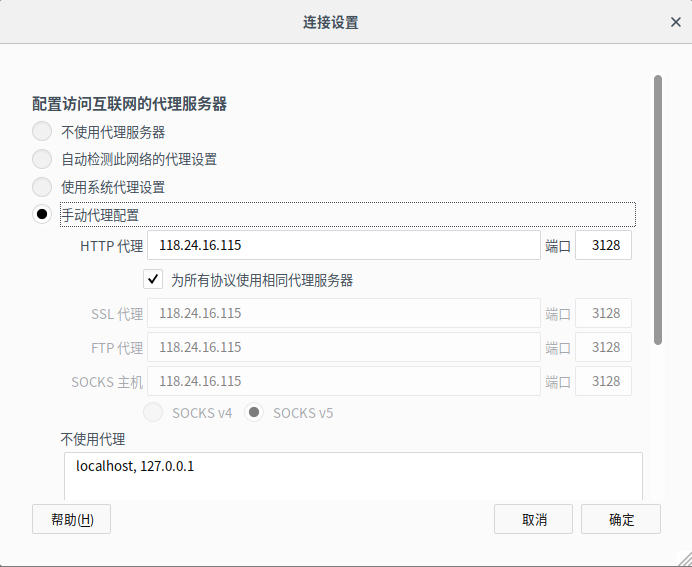 连接设置
配置访问互联网的代理服务器
不使用代理服务器
自动检测此网络的代理设置
使用系统代理设置
手动代理配置
HTTP 代理 118.24.16.115 端口 3128
为所有协议使用相同代理服务器
SSL 代理 118.24.16.115 端口 3128
FTP 代理 118.24.16.115 端口 3128
SOCKS 主机 118.24.16.115 端口 3128
SOCKS v4 SOCKS v5
不使用代理
localhost, 127.0.0.1
帮助(H) 取消 确定